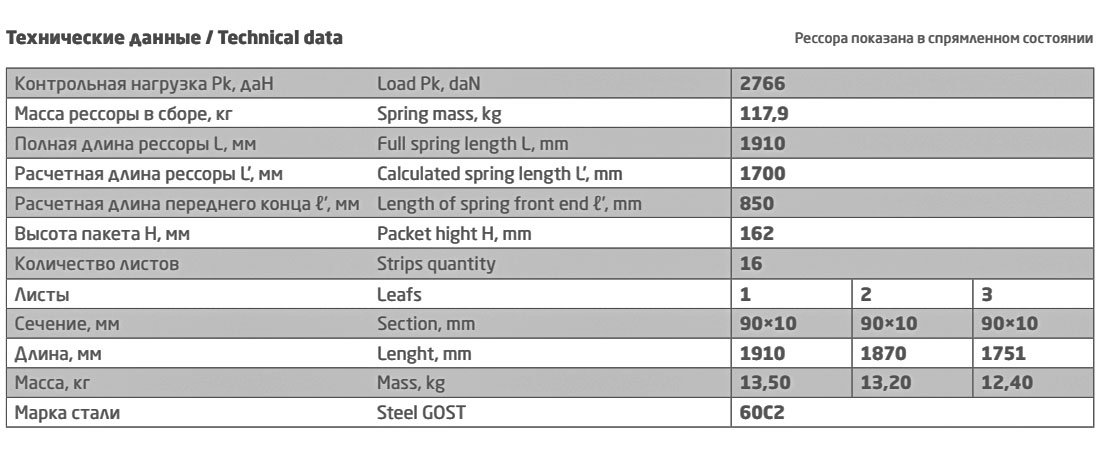 Технические данные / Technical data
Рессора показана в спрямленном состоянии
Контрольная нагрузка Pk, даН Load Pk, daN 2766
Масса рессоры в сборе, кг Spring mass, kg 117,9
Полная длина рессоры L, мм Full spring length L, mm 1910
Расчетная длина рессоры L', мм Calculated spring length L', mm 1700
Расчетная длина переднего конца ℓ', мм Length of spring front end ℓ', mm 850
Высота пакета H, мм Packet hight H, mm 162
Количество листов Strips quantity 16
Листы Leafs 1 2 3
Сечение, мм Section, mm 90×10 90×10 90×10
Длина, мм Lenght, mm 1910 1870 1751
Масса, кг Mass, kg 13,50 13,20 12,40
Марка стали Steel GOST 60С2